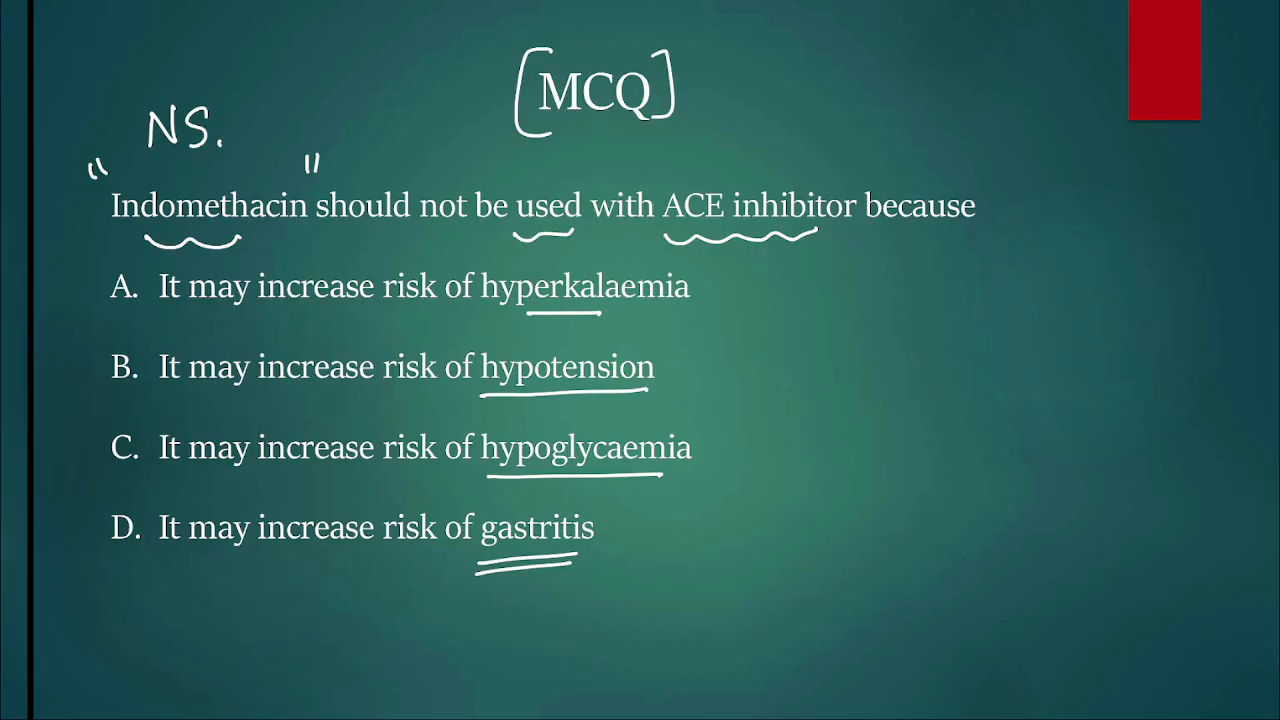 [MCQ]
NS.
"Indomethacin" should not be used with ACE inhibitor because
A. It may increase risk of hyperkalaemia
B. It may increase risk of hypotension
C. It may increase risk of hypoglycaemia
D. It may increase risk of gastritis